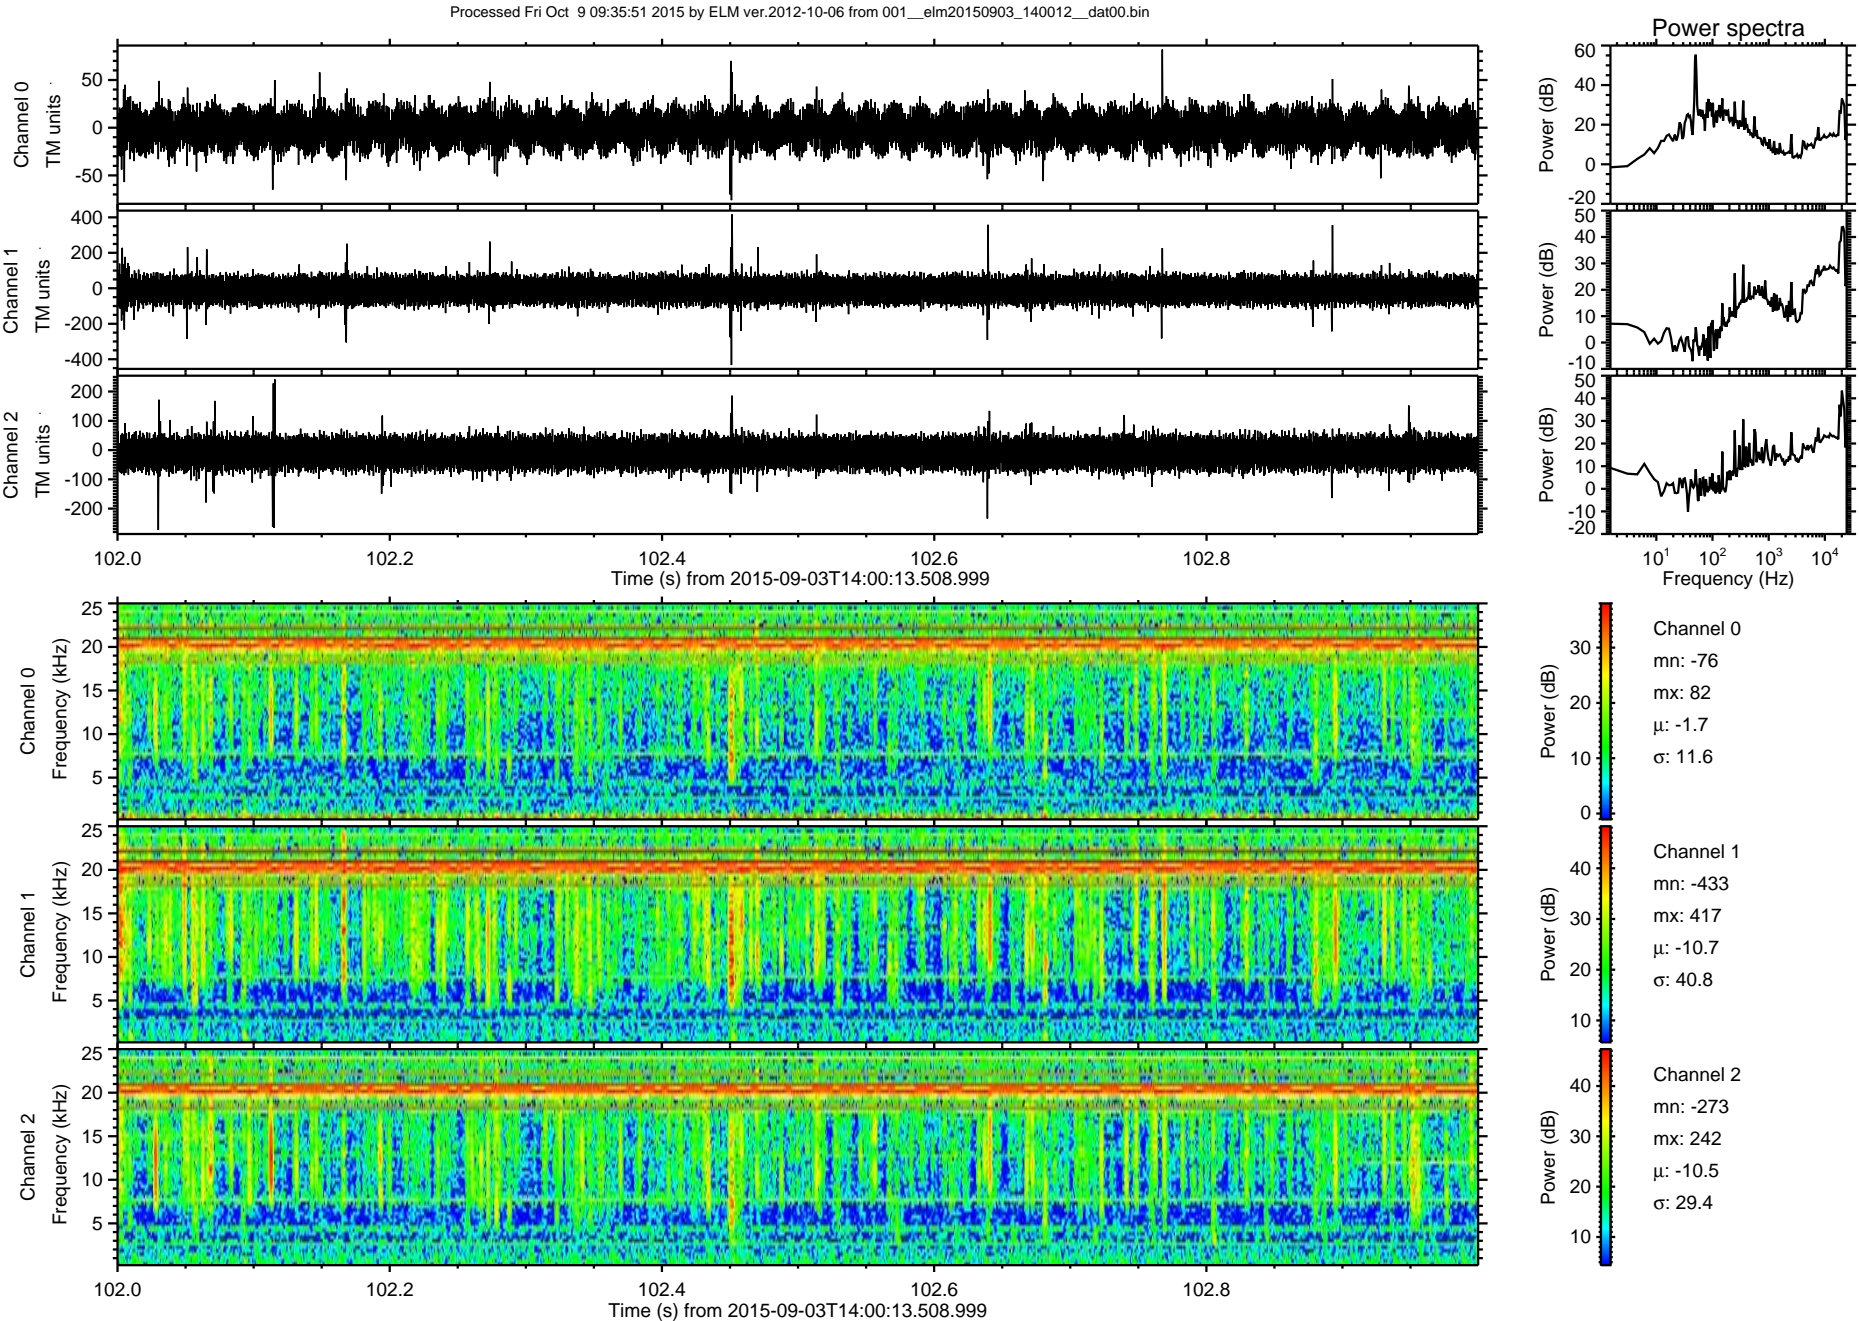 Processed Fri Oct  9 09:35:51 2015 by ELM ver.2012-10-06 from 001__elm20150903_140012__dat00.bin
Power spectra
Channel 0
TM units
50
0
-50
Power (dB)
60
40
20
0
-20
Channel 1
TM units
400
200
0
-200
-400
Power (dB)
50
40
30
20
10
0
-10
Channel 2
TM units
200
100
0
-100
-200
Power (dB)
50
40
30
20
10
0
-10
-20
102.0 102.2 102.4 102.6 102.8
Time (s) from 2015-09-03T14:00:13.508.999
10^1 10^2 10^3 10^4
Frequency (Hz)
Channel 0
Frequency (kHz)
25
20
15
10
5
Power (dB)
30
20
10
0
Channel 0
mn: -76
mx: 82
μ: -1.7
σ: 11.6
Channel 1
Frequency (kHz)
25
20
15
10
5
Power (dB)
40
30
20
10
Channel 1
mn: -433
mx: 417
μ: -10.7
σ: 40.8
Channel 2
Frequency (kHz)
25
20
15
10
5
Power (dB)
40
30
20
10
Channel 2
mn: -273
mx: 242
μ: -10.5
σ: 29.4
102.0 102.2 102.4 102.6 102.8
Time (s) from 2015-09-03T14:00:13.508.999